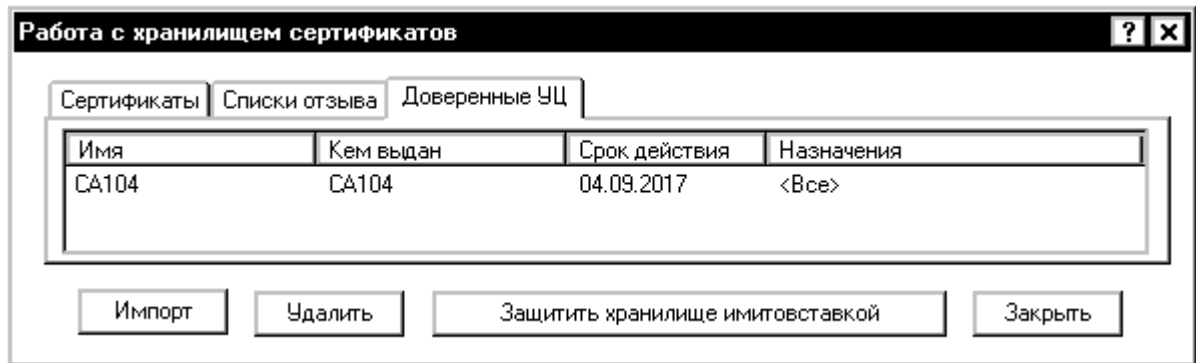 Работа с хранилищем сертификатов ? X
Сертификаты Списки отзыва Доверенные УЦ
Имя Кем выдан Срок действия Назначения
CA104 CA104 04.09.2017 <Все>
Импорт Удалить Защитить хранилище имитовставкой Закрыть